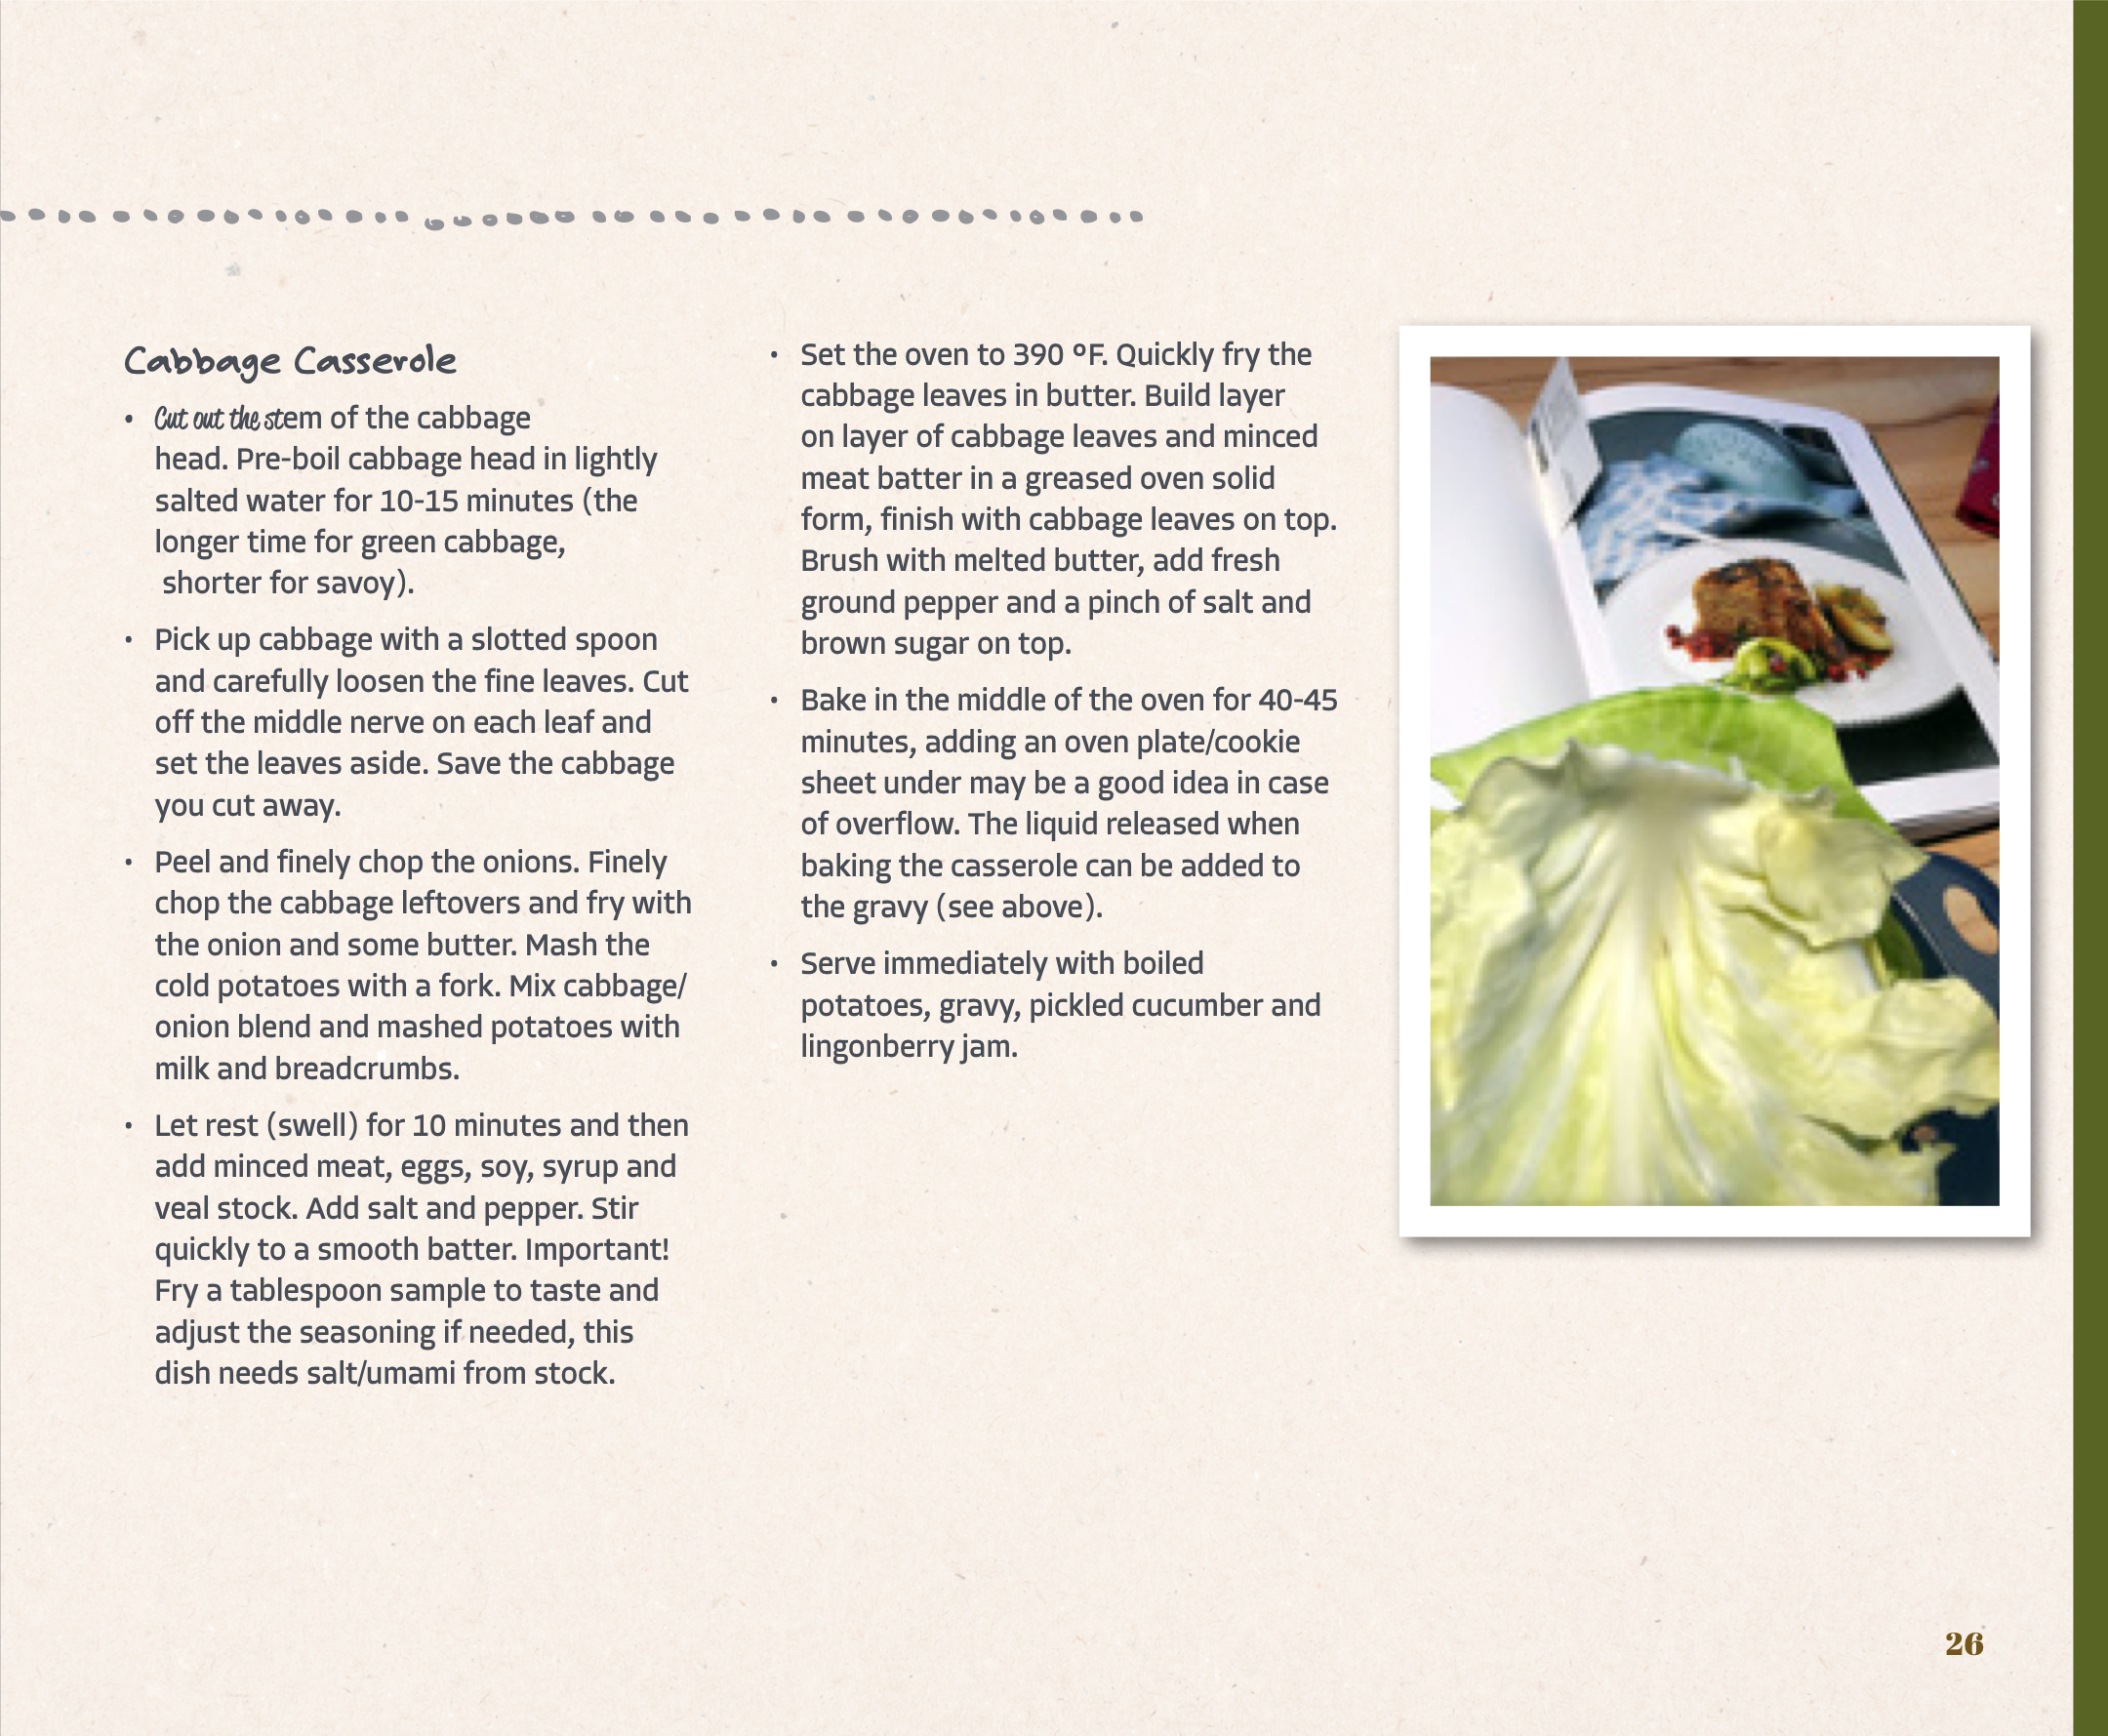 Cabbage Casserole
• Cut out the stem of the cabbage
head. Pre-boil cabbage head in lightly
salted water for 10-15 minutes (the
longer time for green cabbage,
shorter for savoy).
• Pick up cabbage with a slotted spoon
and carefully loosen the fine leaves. Cut
off the middle nerve on each leaf and
set the leaves aside. Save the cabbage
you cut away.
• Peel and finely chop the onions. Finely
chop the cabbage leftovers and fry with
the onion and some butter. Mash the
cold potatoes with a fork. Mix cabbage/
onion blend and mashed potatoes with
milk and breadcrumbs.
• Let rest (swell) for 10 minutes and then
add minced meat, eggs, soy, syrup and
veal stock. Add salt and pepper. Stir
quickly to a smooth batter. Important!
Fry a tablespoon sample to taste and
adjust the seasoning if needed, this
dish needs salt/umami from stock.
• Set the oven to 390 °F. Quickly fry the
cabbage leaves in butter. Build layer
on layer of cabbage leaves and minced
meat batter in a greased oven solid
form, finish with cabbage leaves on top.
Brush with melted butter, add fresh
ground pepper and a pinch of salt and
brown sugar on top.
• Bake in the middle of the oven for 40-45
minutes, adding an oven plate/cookie
sheet under may be a good idea in case
of overflow. The liquid released when
baking the casserole can be added to
the gravy (see above).
• Serve immediately with boiled
potatoes, gravy, pickled cucumber and
lingonberry jam.
26